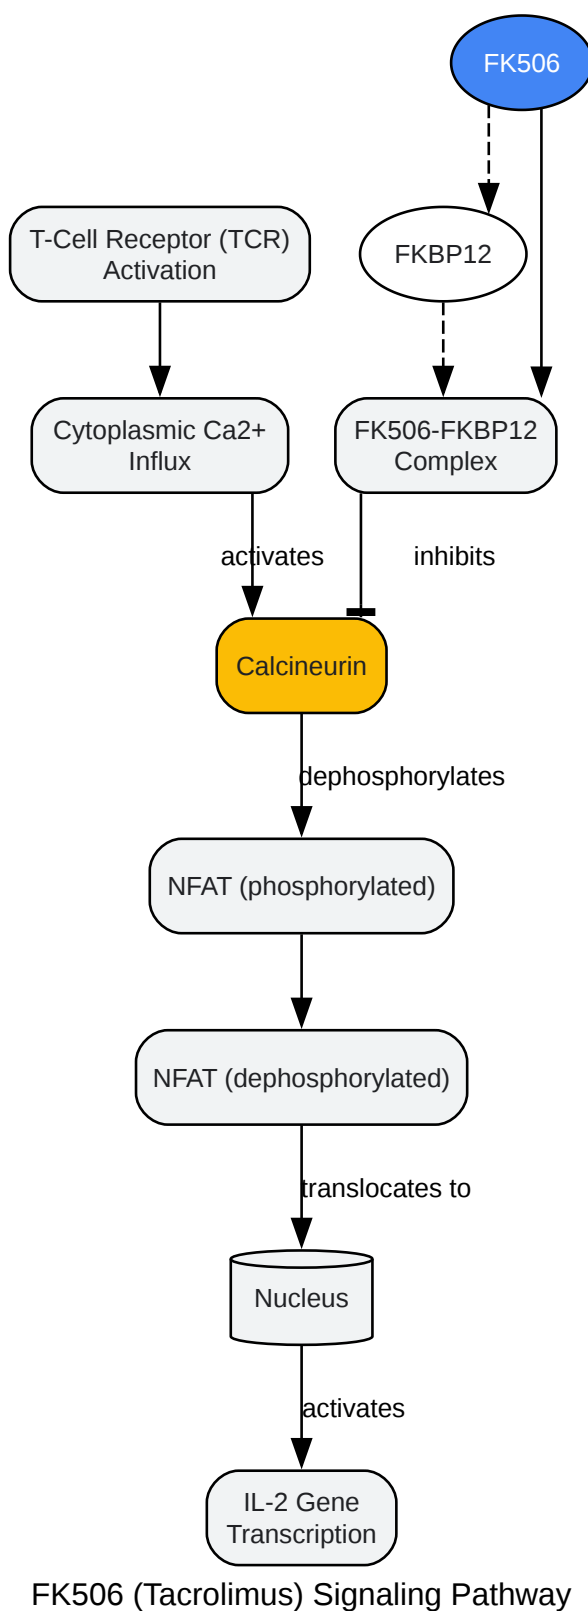 FK506
T-Cell Receptor (TCR)
Activation
FKBP12
Cytoplasmic Ca2+
Influx
FK506-FKBP12
Complex
activates
inhibits
Calcineurin
dephosphorylates
NFAT (phosphorylated)
NFAT (dephosphorylated)
translocates to
Nucleus
activates
IL-2 Gene
Transcription
FK506 (Tacrolimus) Signaling Pathway